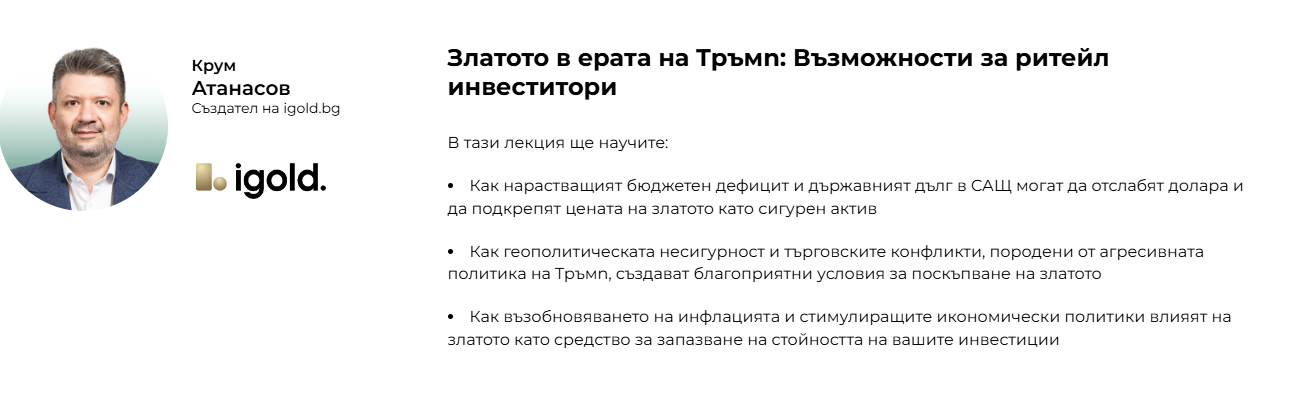 Крум
Атанасов
Създател на igold.bg
igold.
Златото в ерата на Тръмп: Възможности за ритейл
инвеститори
В тази лекция ще научите:
• Как нарастващият бюджетен дефицит и държавният дълг в САЩ могат да отслабят долара и
да подкрепят цената на златото като сигурен актив
• Как геополитическата несигурност и търговските конфликти, породени от агресивната
политика на Тръмп, създават благоприятни условия за поскъпване на златото
• Как възобновяването на инфлацията и стимулиращите икономически политики влияят на
златото като средство за запазване на стойността на вашите инвестиции